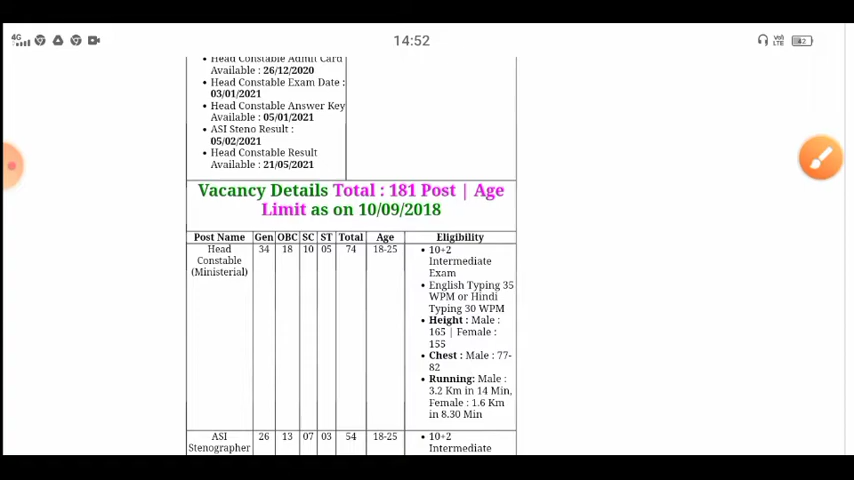 4G
14:52
Vo)
LTE
42
• Head Constable Admit Card
Available : 26/12/2020
• Head Constable Exam Date :
03/01/2021
• Head Constable Answer Key
Available : 05/01/2021
• ASI Steno Result :
05/02/2021
• Head Constable Result
Available : 21/05/2021
Vacancy Details Total : 181 Post | Age
Limit as on 10/09/2018
Post Name Gen OBC SC ST Total Age Eligibility
Head Constable (Ministerial) 34 18 10 05 74 18-25
• 10+2
Intermediate
Exam
• English Typing 35
WPM or Hindi
Typing 30 WPM
• Height : Male :
165 | Female :
155
• Chest : Male : 77-
82
• Running: Male :
3.2 Km in 14 Min,
Female : 1.6 Km
in 8.30 Min
ASI Stenographer 26 13 07 03 54 18-25
• 10+2
Intermediate